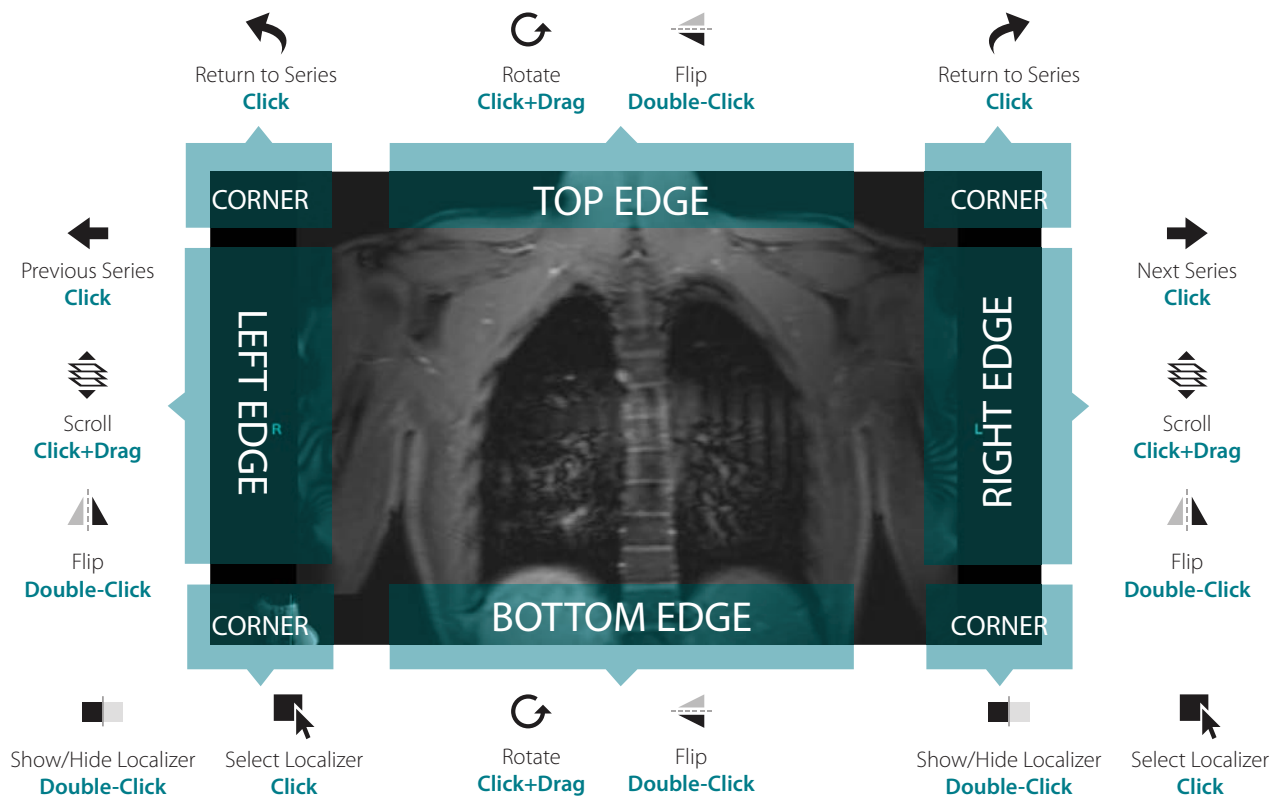 Return to Series
Click
Rotate
Click+Drag
Flip
Double-Click
Return to Series
Click
CORNER
TOP EDGE
CORNER
Previous Series
Click
Scroll
Click+Drag
Flip
Double-Click
LEFT EDGE
R
L
RIGHT EDGE
Next Series
Click
Scroll
Click+Drag
Flip
Double-Click
CORNER
BOTTOM EDGE
CORNER
Show/Hide Localizer
Double-Click
Select Localizer
Click
Rotate
Click+Drag
Flip
Double-Click
Show/Hide Localizer
Double-Click
Select Localizer
Click